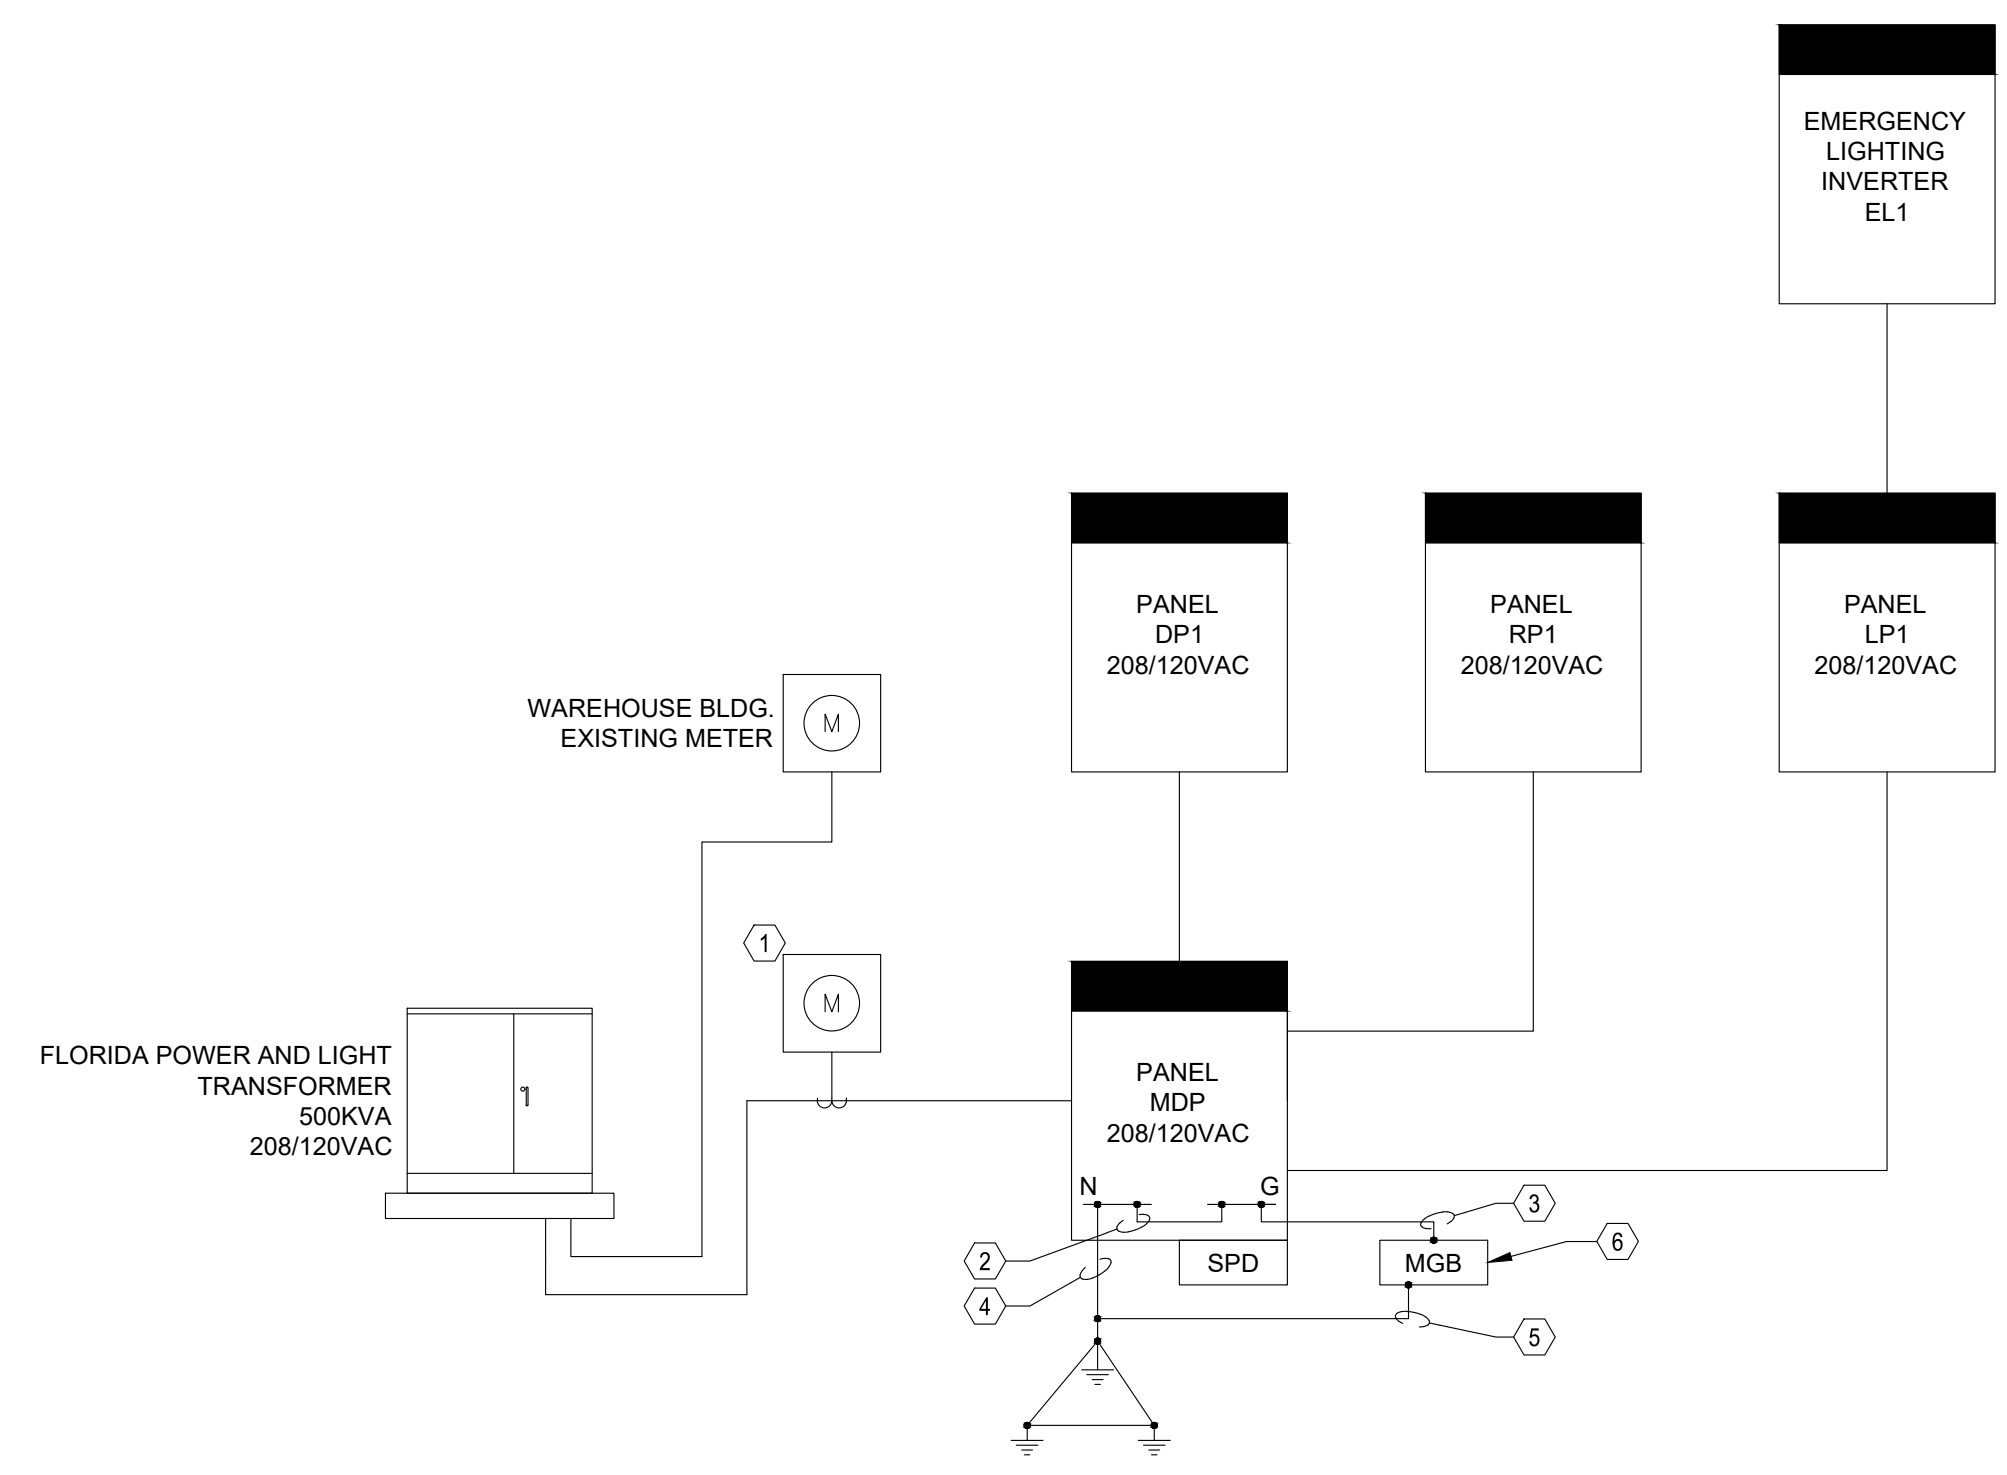 EMERGENCY
LIGHTING
INVERTER
EL1
PANEL
DP1
208/120VAC
PANEL
RP1
208/120VAC
PANEL
LP1
208/120VAC
WAREHOUSE BLDG.
EXISTING METER
M
1
M
FLORIDA POWER AND LIGHT
TRANSFORMER
500KVA
208/120VAC
PANEL
MDP
208/120VAC
N
G
3
2
SPD
MGB
6
4
5